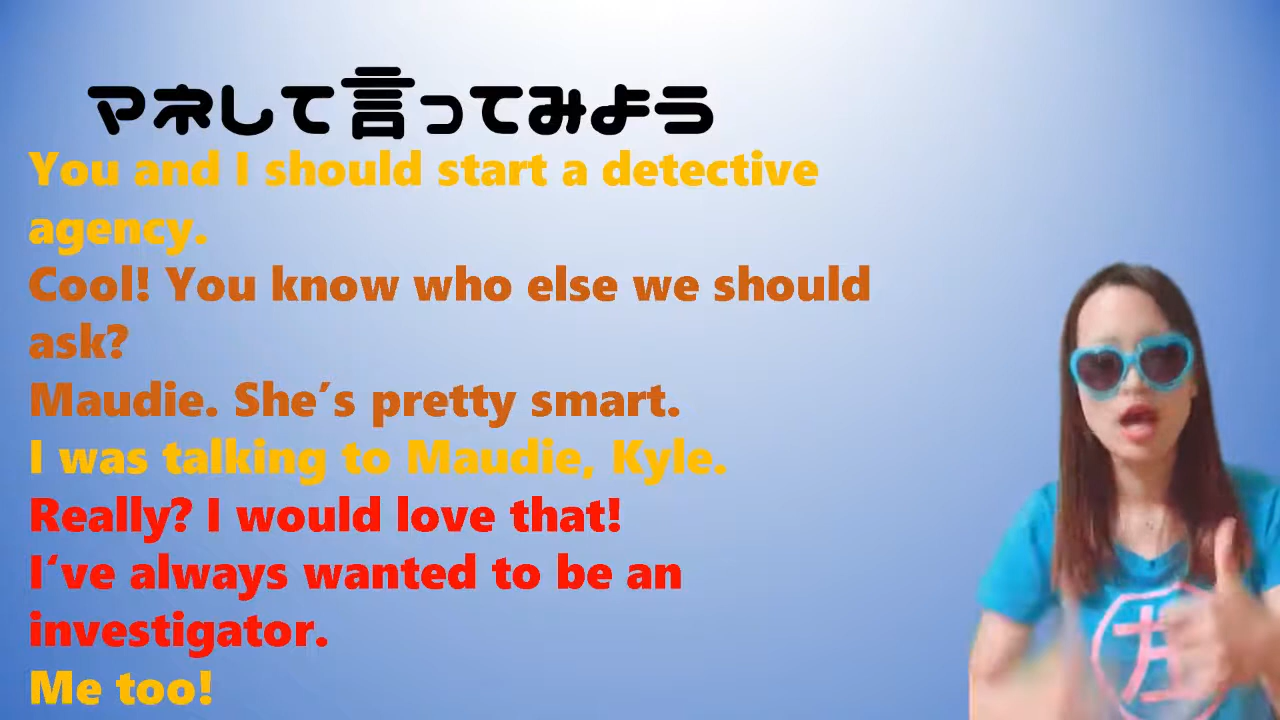 マネして言ってみよう
You and I should start a detective
agency.
Cool! You know who else we should
ask?
Maudie. She’s pretty smart.
I was talking to Maudie, Kyle.
Really? I would love that!
I‘ve always wanted to be an
investigator.
Me too!